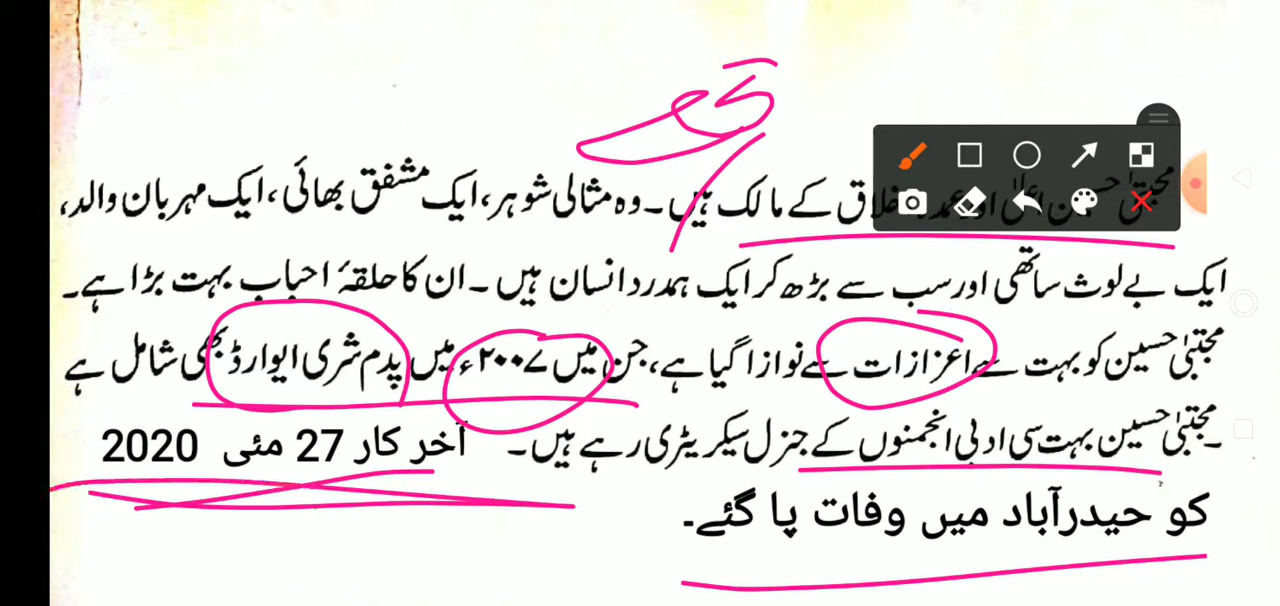 مجتبیٰ حسین اعلیٰ اور عمدہ اخلاق کے مالک ہیں۔ وہ مثالی شوہر، ایک مشفق بھائی، ایک مہربان والد،
ایک بے لوث ساتھی اور سب سے بڑھ کر ایک ہمدرد انسان ہیں۔ ان کا حلقۂ احباب بہت بڑا ہے۔
مجتبیٰ حسین کو بہت سے اعزازات سے نوازا گیا ہے، جن میں ۲۰۰۷ء میں پدم شری ایوارڈ بھی شامل ہے
۔مجتبیٰ حسین بہت سی ادبی انجمنوں کے جنرل سیکریٹری رہے ہیں۔ آخر کار 27 مئی 2020
کو حیدرآباد میں وفات پا گئے۔